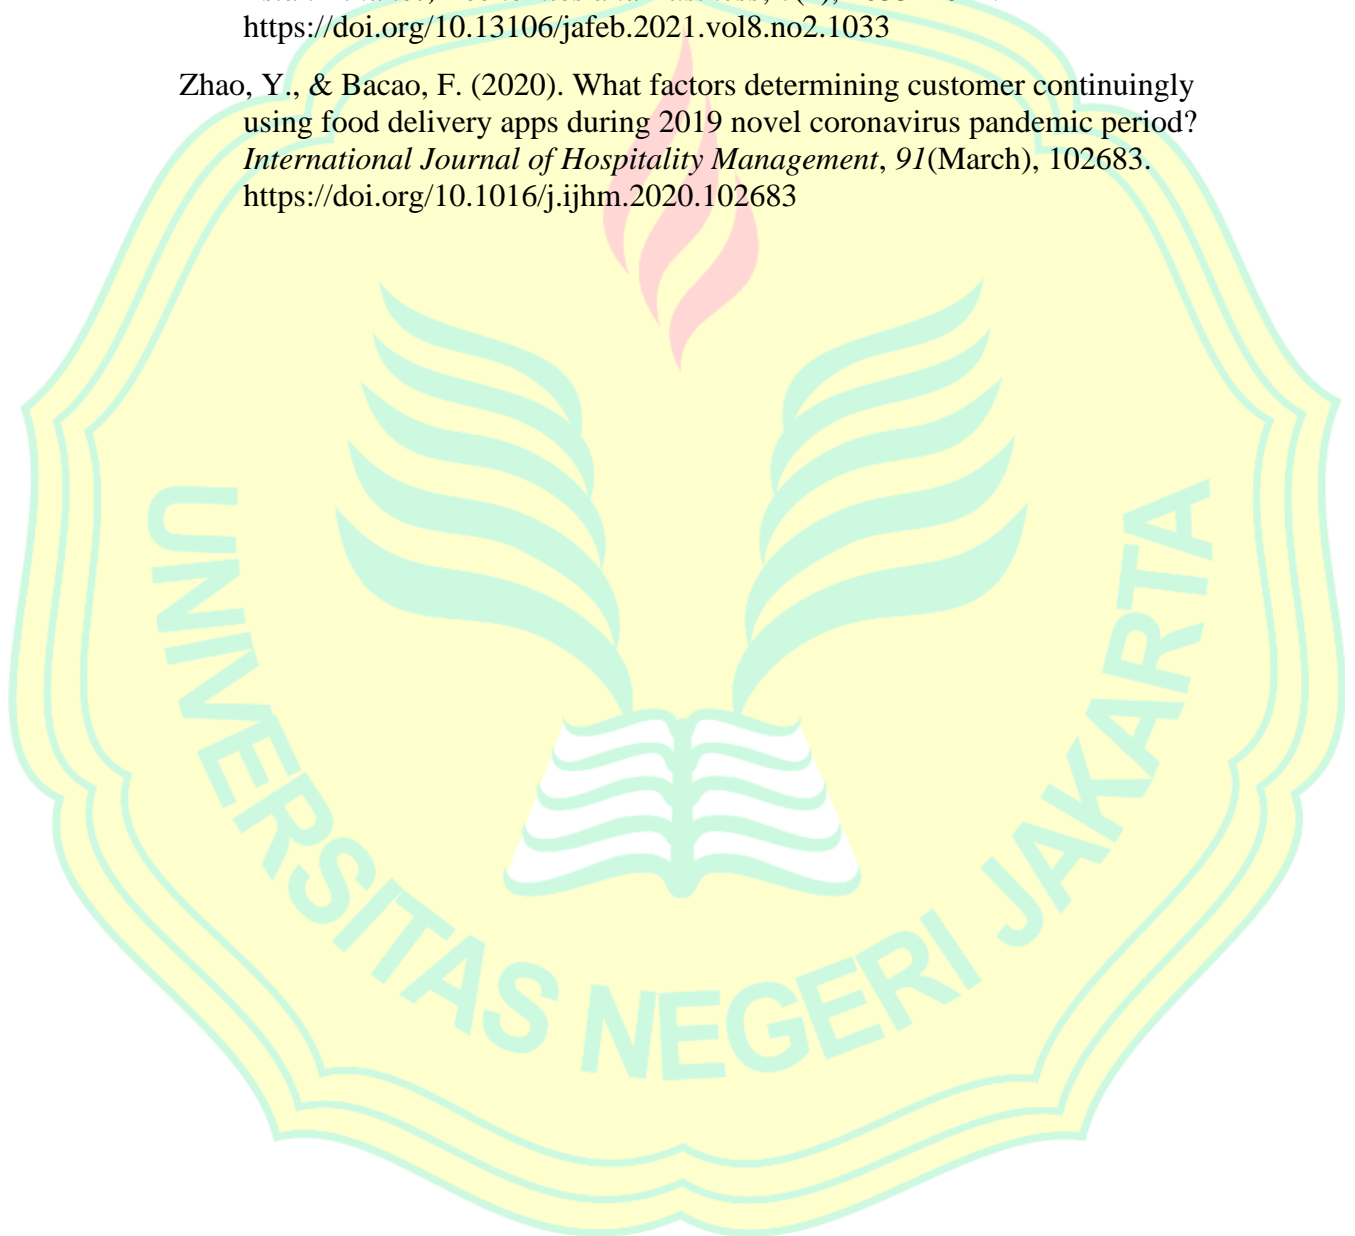 https://doi.org/10.13106/jafeb.2021.vol8.no2.1033
Zhao, Y., & Bacao, F. (2020). What factors determining customer continuingly
using food delivery apps during 2019 novel coronavirus pandemic period?
International Journal of Hospitality Management, 91(March), 102683.
https://doi.org/10.1016/j.ijhm.2020.102683
UNIVERSITAS NEGERI JAKARTA